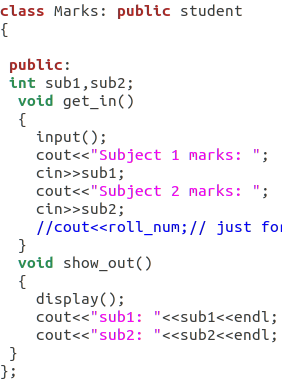 class Marks: public student
{
public:
int sub1,sub2;
void get_in()
{
input();
cout<<"Subject 1 marks: ";
cin>>sub1;
cout<<"Subject 2 marks: ";
cin>>sub2;
//cout<<roll_num;// just for
}
void show_out()
{
display();
cout<<"sub1: "<<sub1<<endl;
cout<<"sub2: "<<sub2<<endl;
}
};